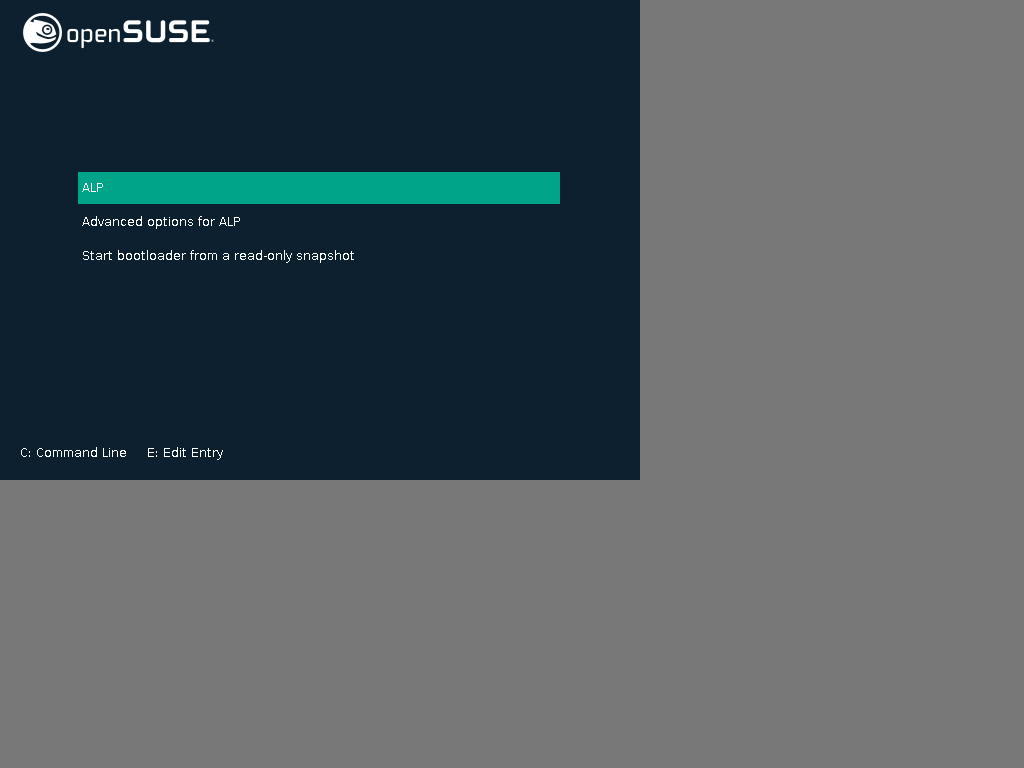 openSUSE
ALP
Advanced options for ALP
Start bootloader from a read-only snapshot
C: Command Line E: Edit Entry